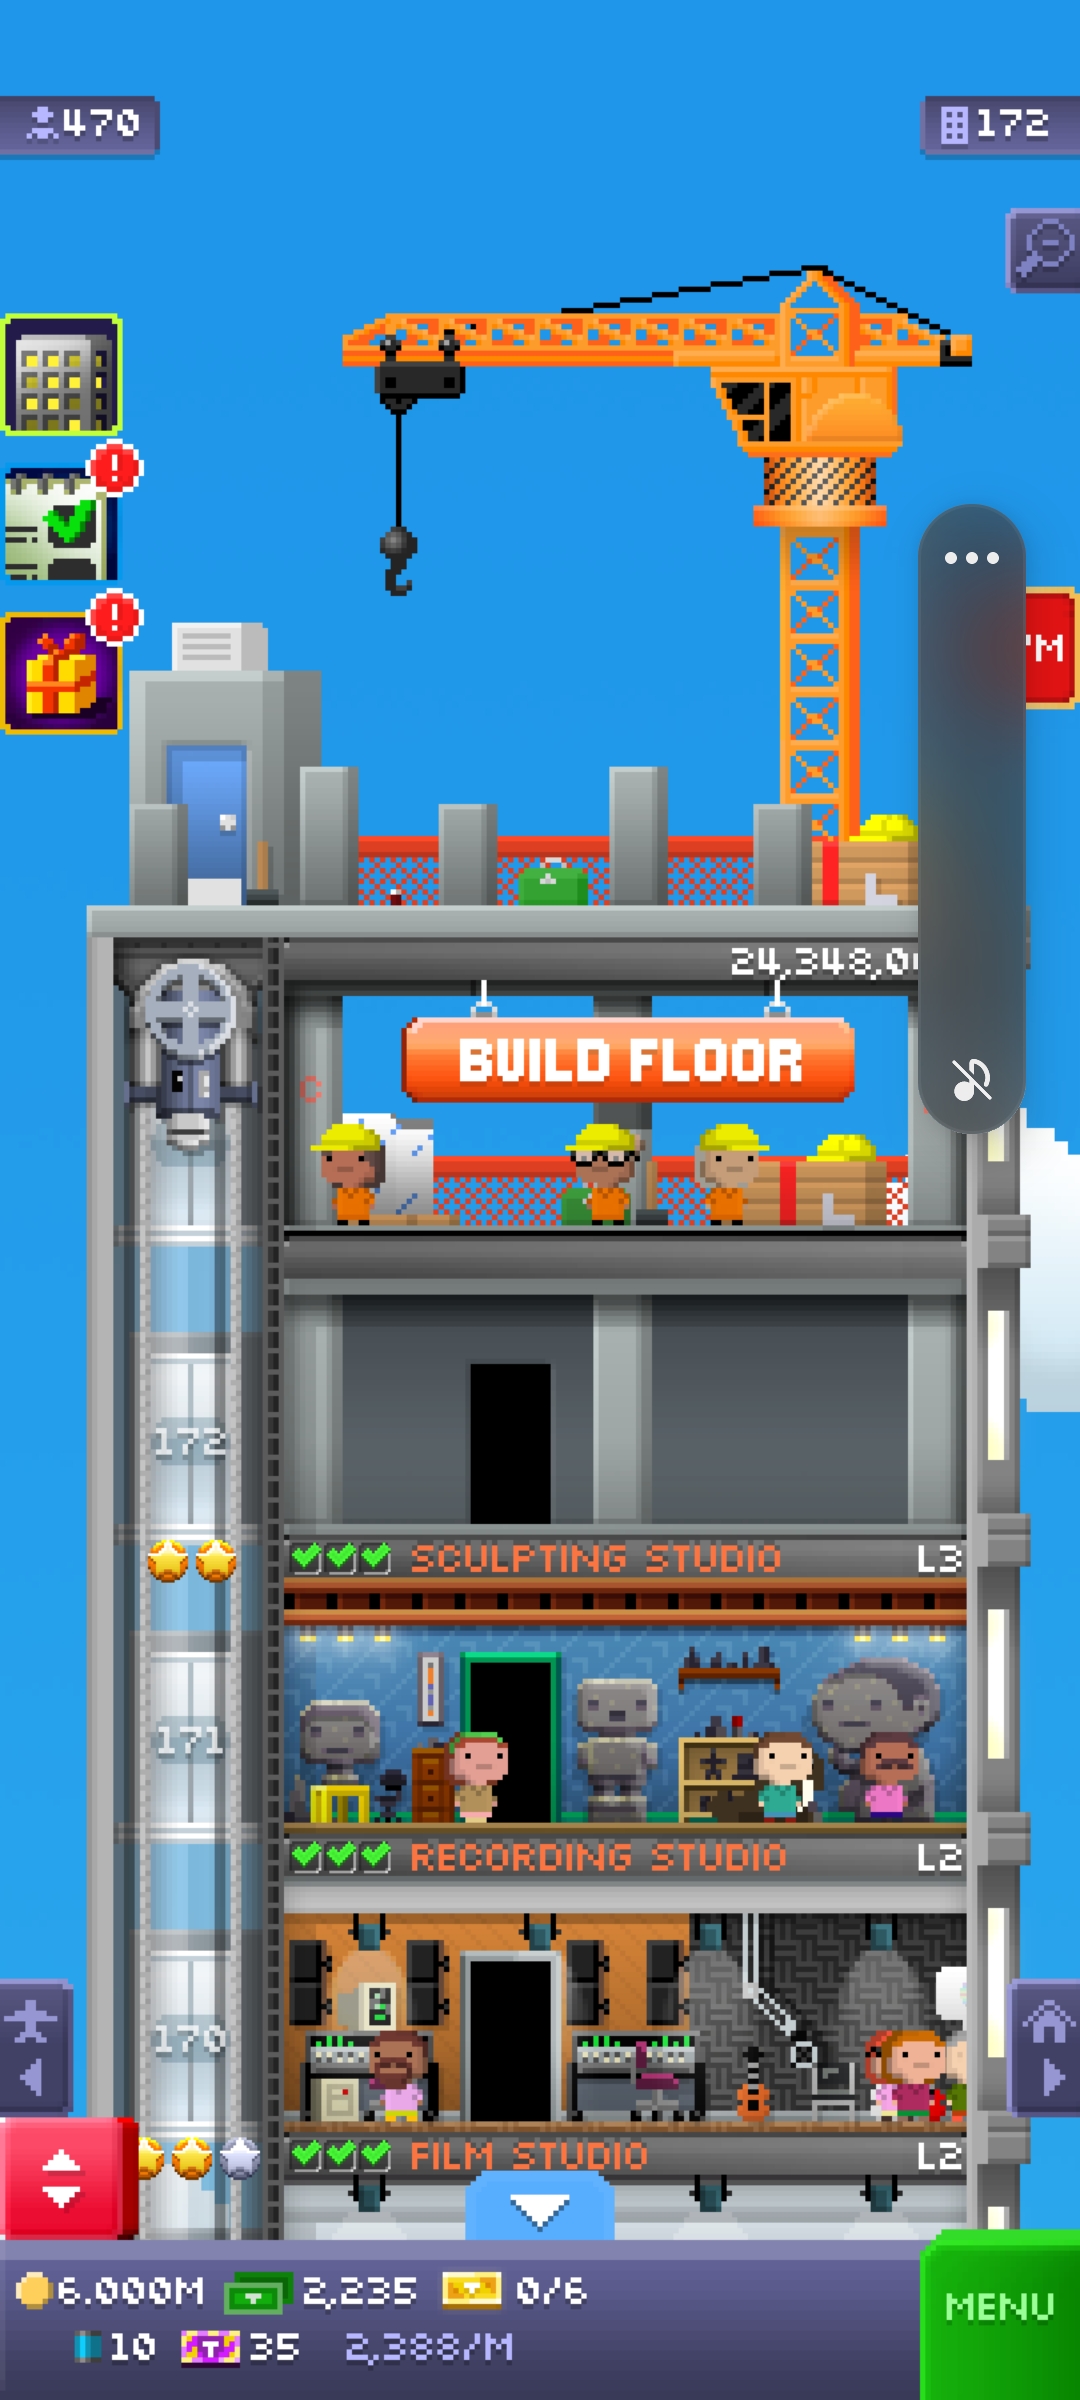 470
172
24,348,0
BUILD FLOOR
172
SCULPTING STUDIO L3
171
RECORDING STUDIO L2
170
FILM STUDIO L2
6.000M 2,235 0/6
10 35 2,388/M
MENU